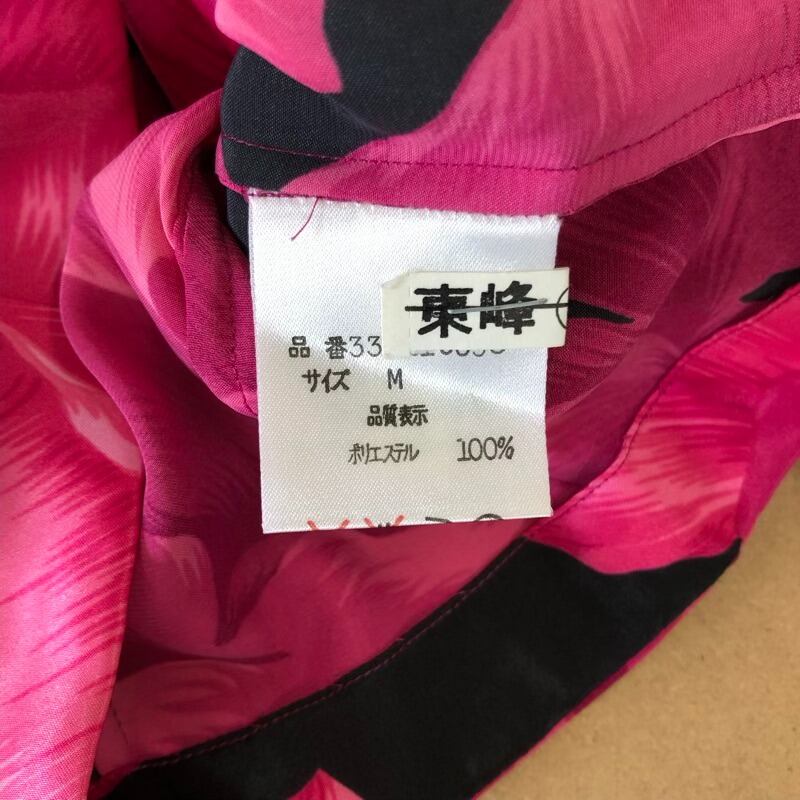 東峰
品 番33
サイズ M
品質表示
ポリエステル 100%